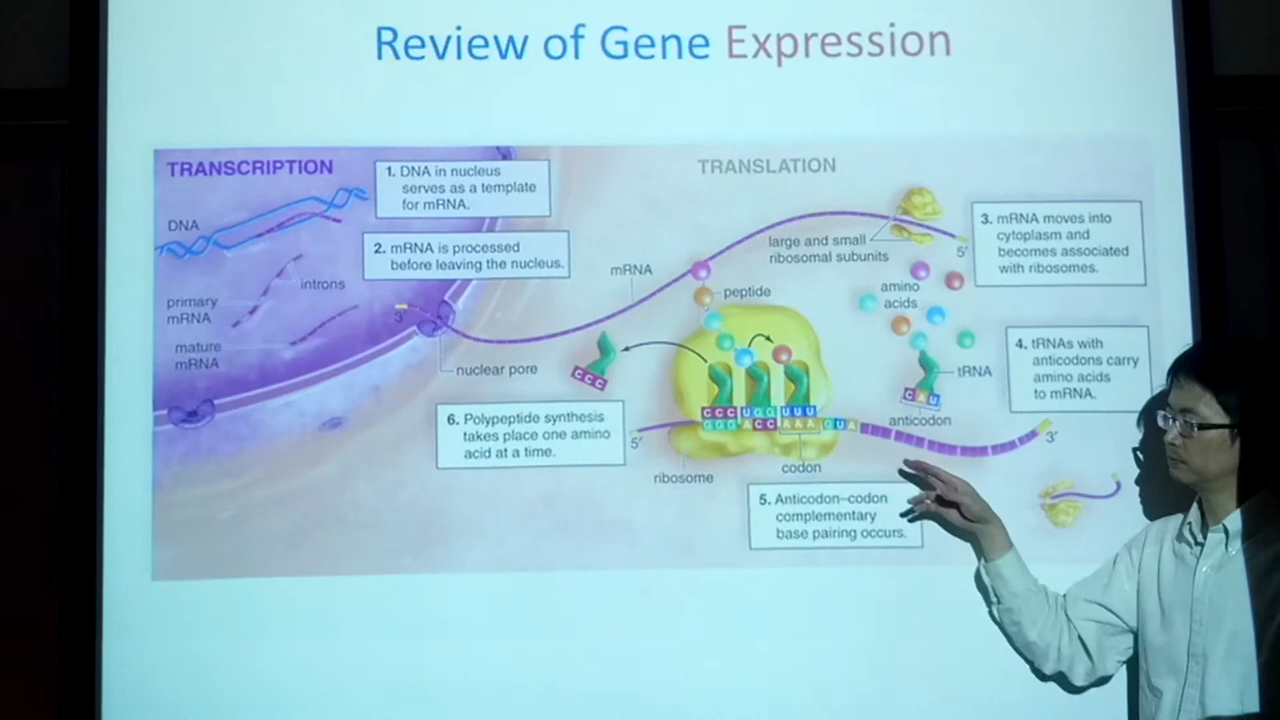 Review of Gene Expression
TRANSCRIPTION
DNA
1. DNA in nucleus
serves as a template
for mRNA.
2. mRNA is processed
before leaving the nucleus.
introns
primary
mRNA
mature
mRNA
3'
nuclear pore
TRANSLATION
mRNA
large and small
ribosomal subunits
5'
3. mRNA moves into
cytoplasm and
becomes associated
with ribosomes.
peptide
amino
acids
4. tRNAs with
anticodons carry
amino acids
to mRNA.
tRNA
CAU
anticodon
CCC
CCC UGG UUU
GGG ACC AAA GUA
6. Polypeptide synthesis
takes place one amino
acid at a time.
5'
3'
ribosome
codon
5. Anticodon–codon
complementary
base pairing occurs.